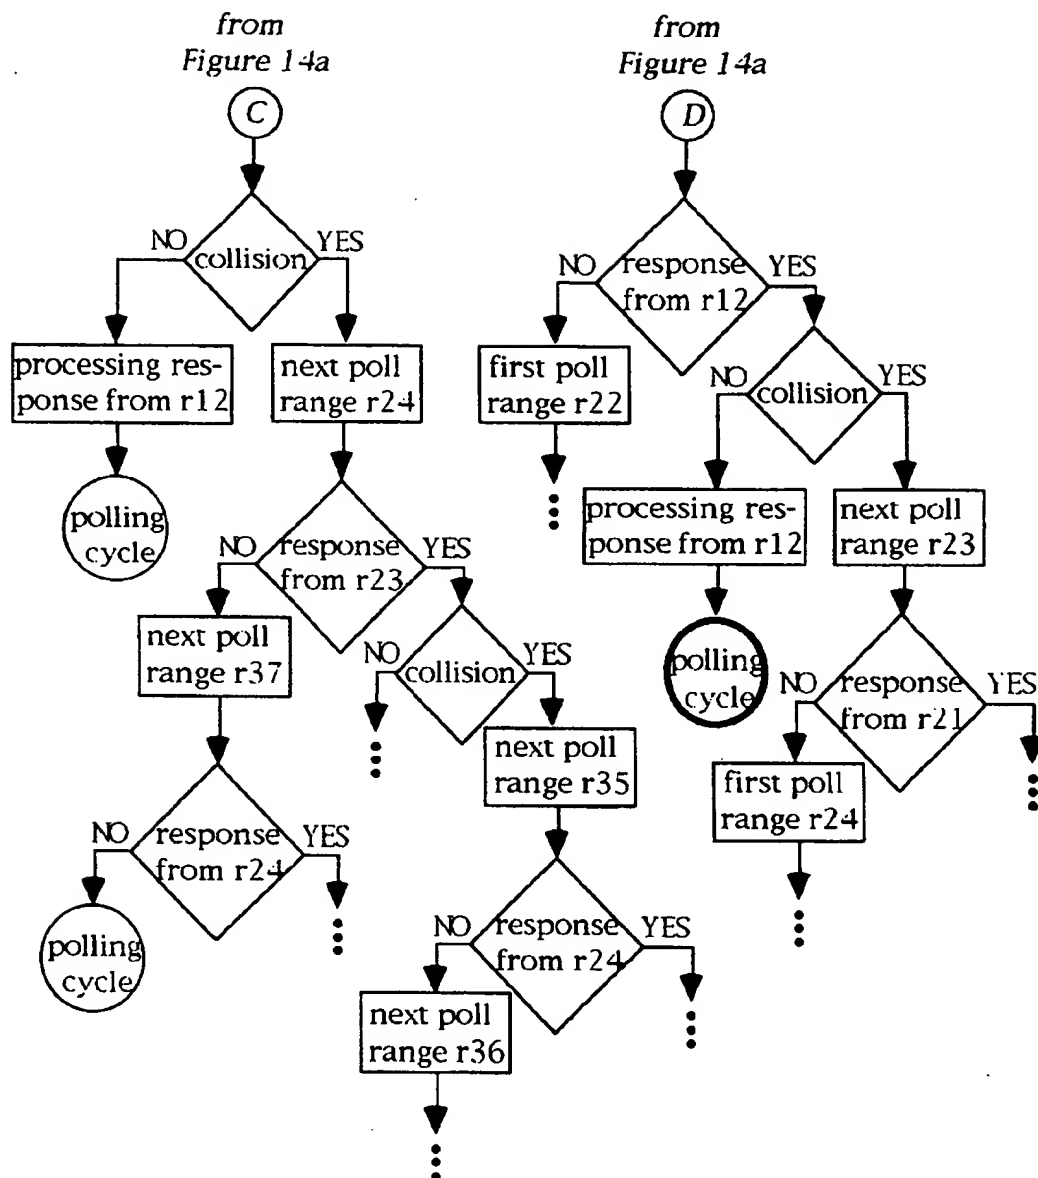 from
Figure 14a
C
NO
YES
collision
processing res-
ponse from r12
polling
cycle
next poll
range r24
NO
YES
response
from r23
next poll
range r37
NO
YES
response
from r24
polling
cycle
NO
YES
collision
next poll
range r35
NO
YES
response
from r24
next poll
range r36
from
Figure 14a
D
NO
YES
response
from r12
first poll
range r22
NO
YES
collision
processing res-
ponse from r12
polling
cycle
next poll
range r23
NO
YES
response
from r21
first poll
range r24